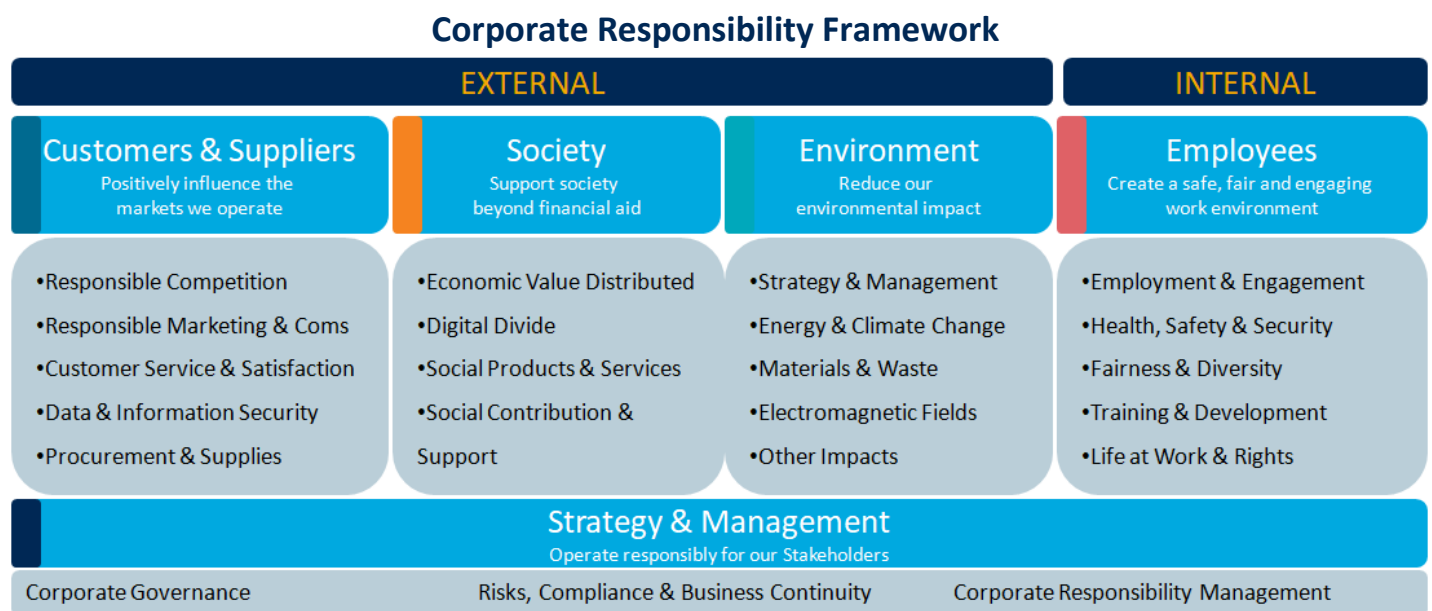 Corporate Responsibility Framework
EXTERNAL
INTERNAL
Customers & Suppliers
Positively influence the
markets we operate
Society
Support society
beyond financial aid
Environment
Reduce our
environmental impact
Employees
Create a safe, fair and engaging
work environment
•Responsible Competition
•Responsible Marketing & Coms
•Customer Service & Satisfaction
•Data & Information Security
•Procurement & Supplies
•Economic Value Distributed
•Digital Divide
•Social Products & Services
•Social Contribution &
Support
•Strategy & Management
•Energy & Climate Change
•Materials & Waste
•Electromagnetic Fields
•Other Impacts
•Employment & Engagement
•Health, Safety & Security
•Fairness & Diversity
•Training & Development
•Life at Work & Rights
Strategy & Management
Operate responsibly for our Stakeholders
Corporate Governance
Risks, Compliance & Business Continuity
Corporate Responsibility Management